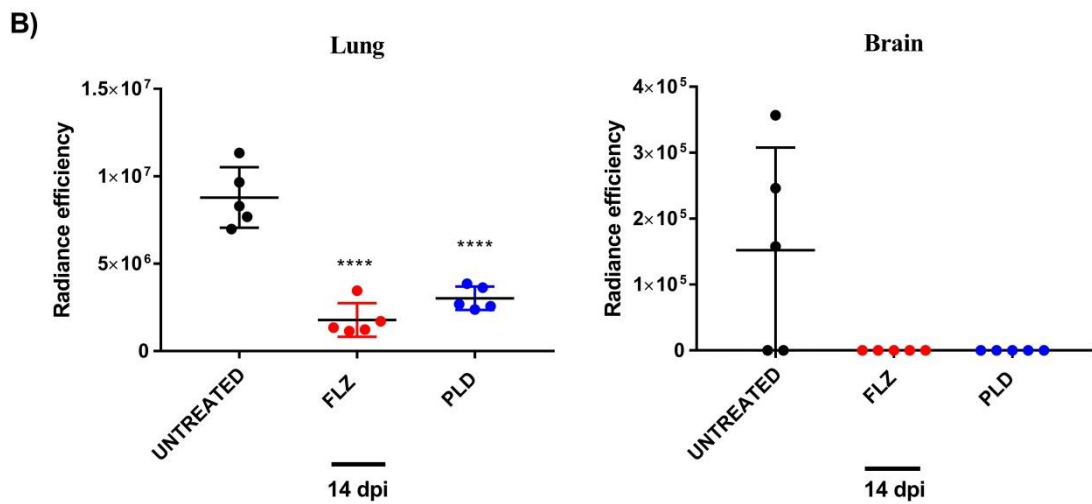 B)
Lung
Radiance efficiency
1.5×10⁷
1×10⁷
5×10⁶
0
****
****
UNTREATED
FLZ
PLD
14 dpi
Brain
Radiance efficiency
4×10⁵
3×10⁵
2×10⁵
1×10⁵
0
UNTREATED
FLZ
PLD
14 dpi